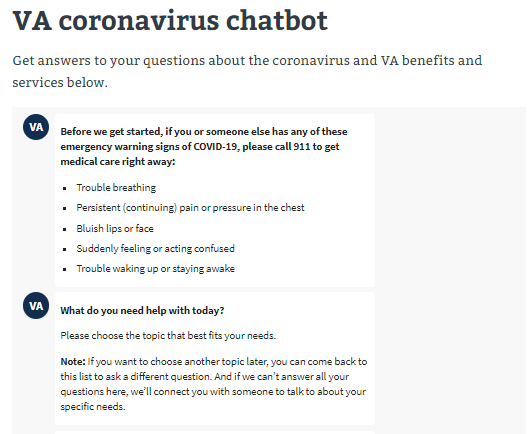 VA coronavirus chatbot
Get answers to your questions about the coronavirus and VA benefits and
services below.
VA
Before we get started, if you or someone else has any of these
emergency warning signs of COVID-19, please call 911 to get
medical care right away:
▪ Trouble breathing
▪ Persistent (continuing) pain or pressure in the chest
▪ Bluish lips or face
▪ Suddenly feeling or acting confused
▪ Trouble waking up or staying awake
VA
What do you need help with today?
Please choose the topic that best fits your needs.
Note: If you want to choose another topic later, you can come back to
this list to ask a different question. And if we can't answer all your
questions here, we'll connect you with someone to talk to about your
specific needs.